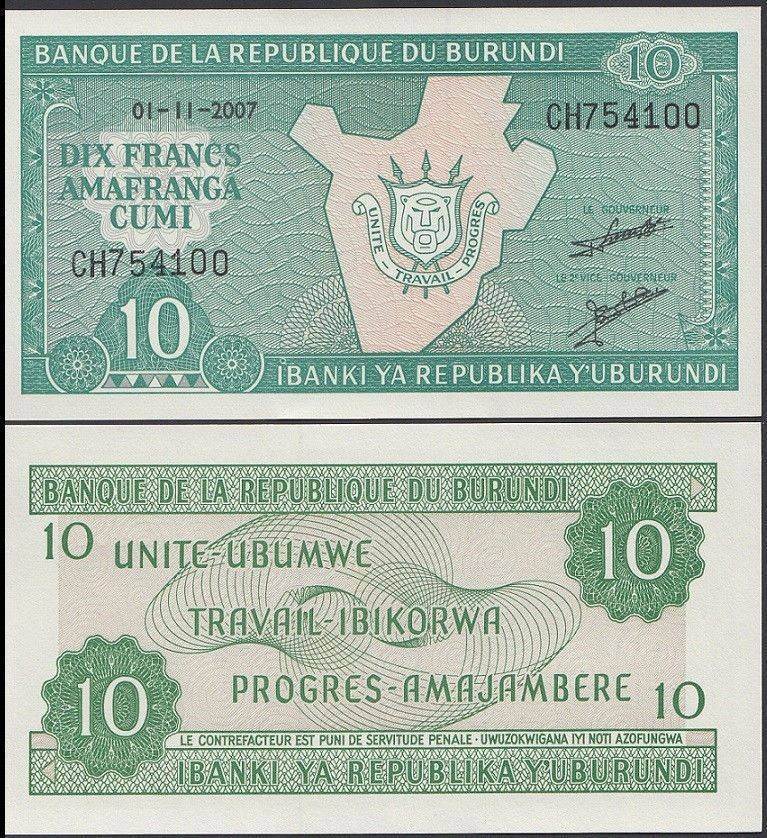 BANQUE DE LA REPUBLIQUE DU BURUNDI
10
01-11-2007
CH754100
DIX FRANCS
AMAFRANGA
CUMI
UNITE - TRAVAIL - PROGRES
LE GOUVERNEUR
CH754100
LE 2e VICE-GOUVERNEUR
10
IBANKI YA REPUBLIKA Y'UBURUNDI
BANQUE DE LA REPUBLIQUE DU BURUNDI
10
10
UNITE-UBUMWE
TRAVAIL-IBIKORWA
PROGRES-AMAJAMBERE
10
10
LE CONTREFACTEUR EST PUNI DE SERVITUDE PENALE · UWUZOKWIGANA IYI NOTI AZOFUNGWA
IBANKI YA REPUBLIKA Y'UBURUNDI